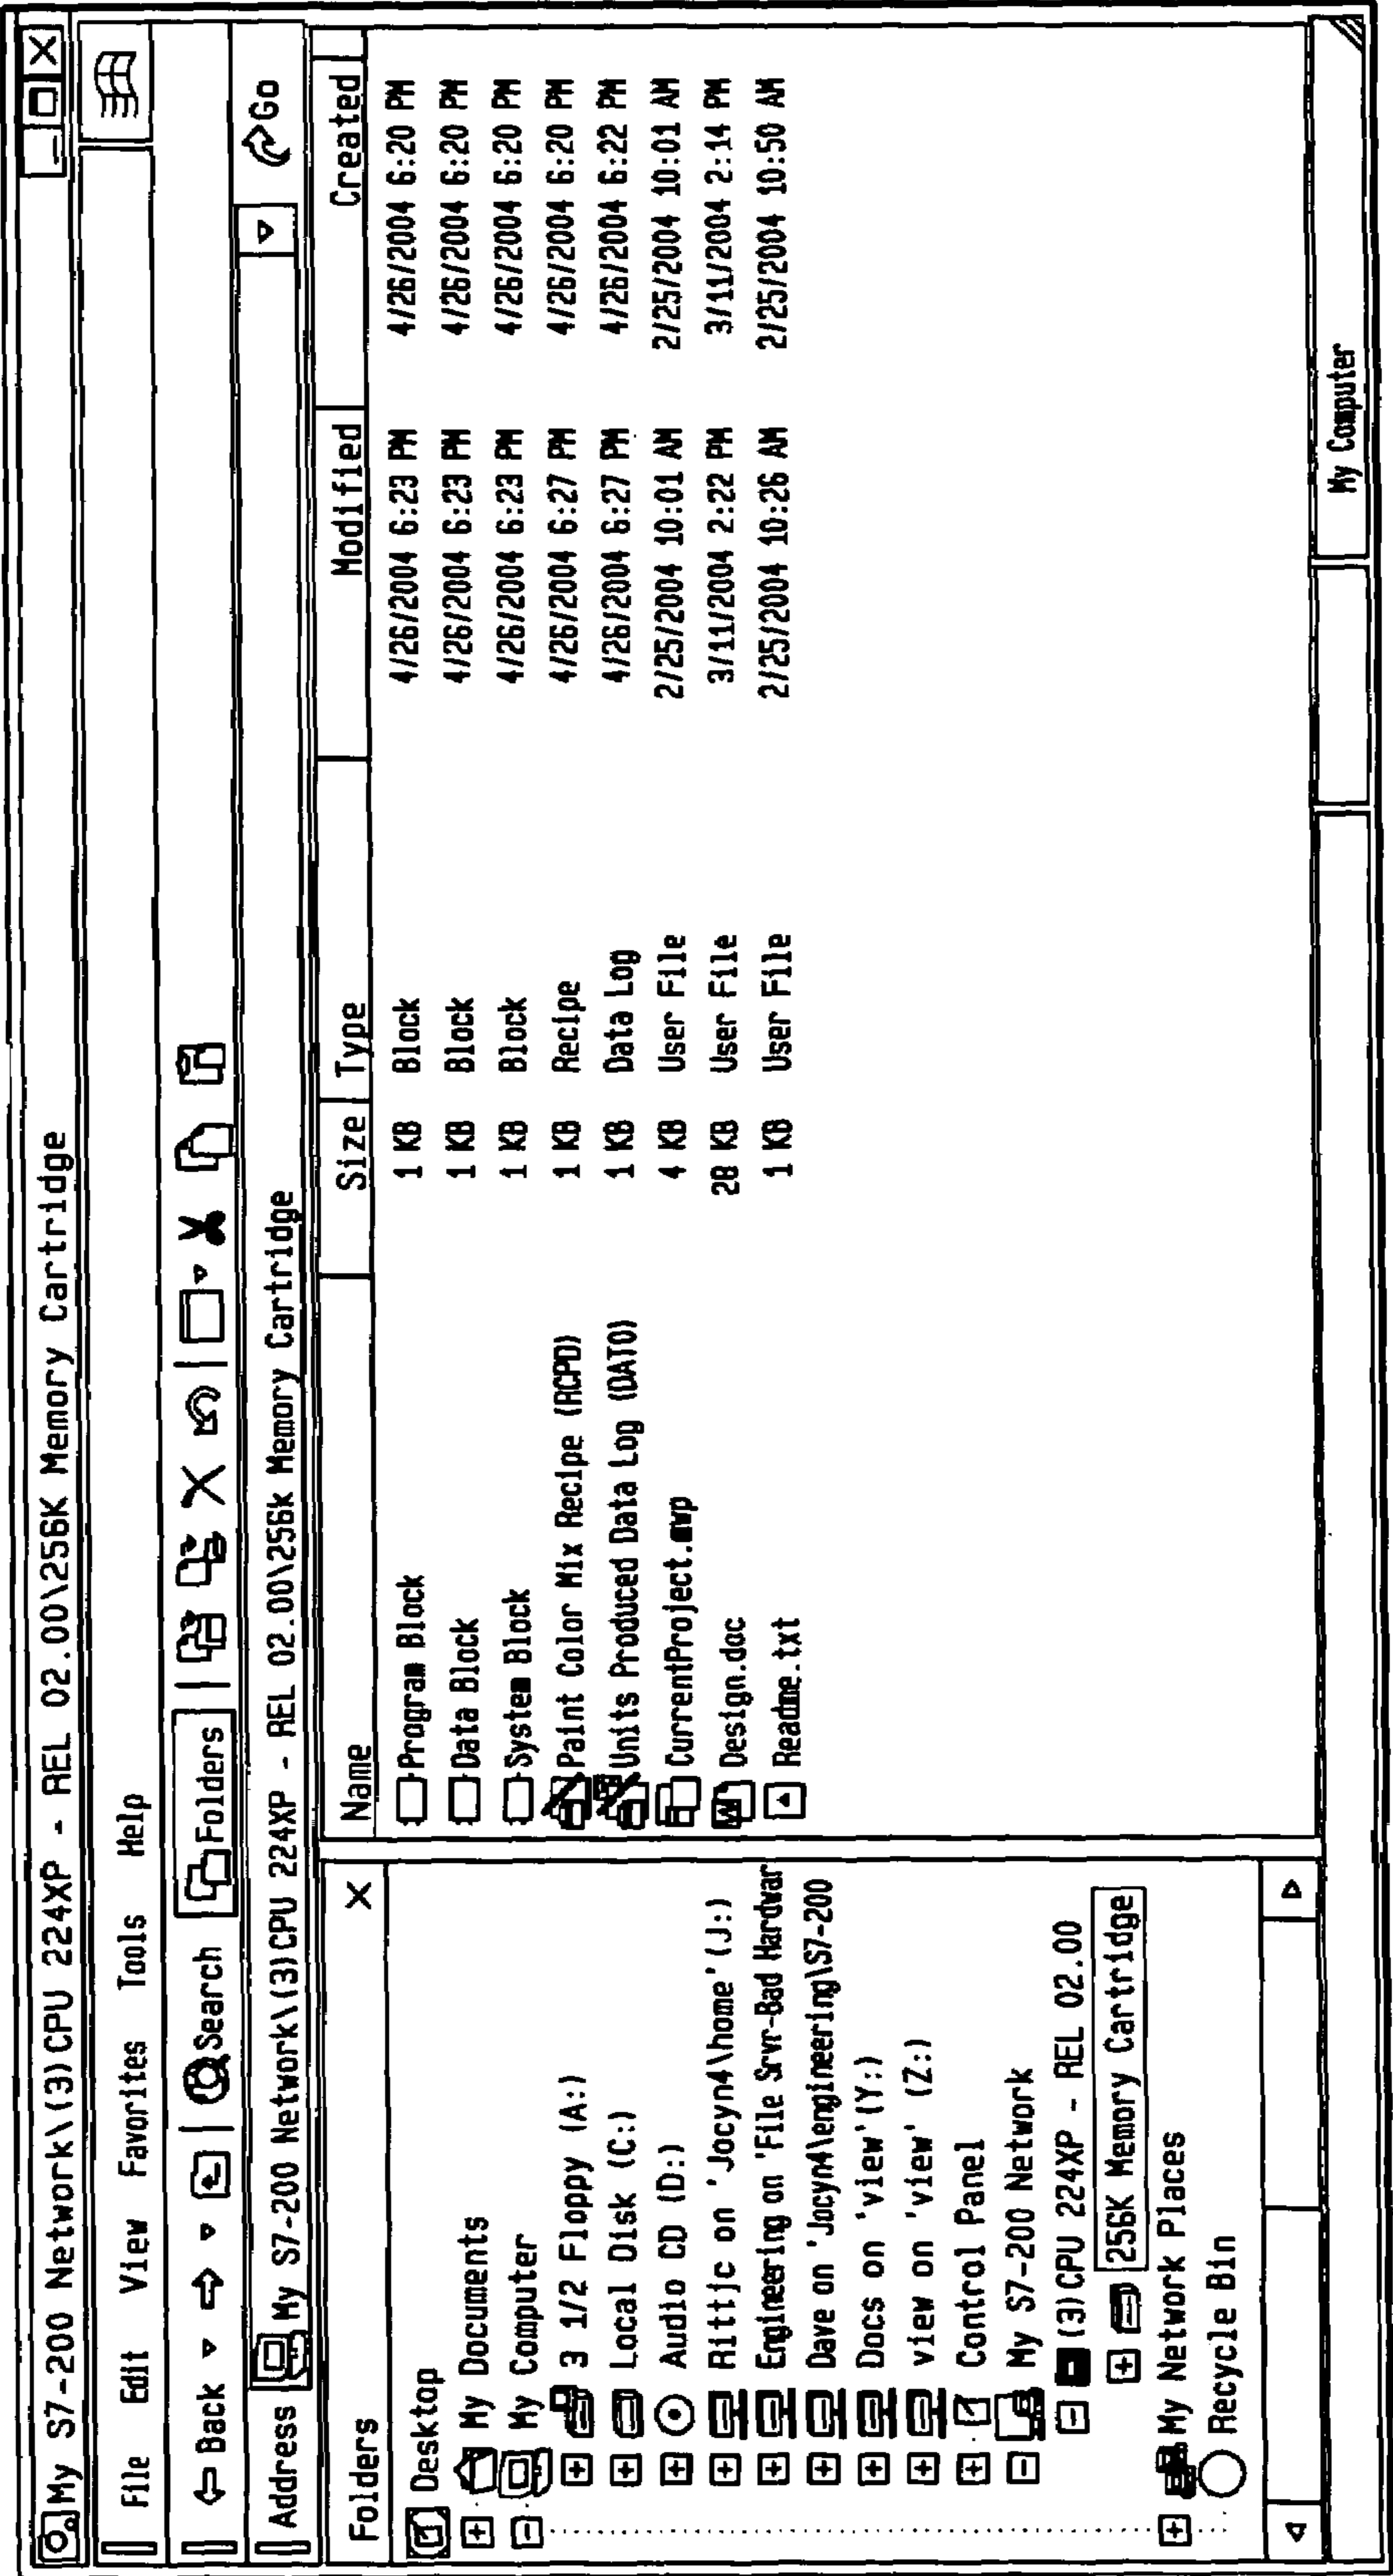 My S7-200 Network\(3)CPU 224XP - REL 02.00\256K Memory Cartridge
File Edit View Favorites Tools Help
Back Search Folders
Address My S7-200 Network\(3)CPU 224XP - REL 02.00\256k Memory Cartridge Go
Folders
Desktop
My Documents
My Computer
3 1/2 Floppy (A:)
Local Disk (C:)
Audio CD (D:)
Rittjc on 'Jocyn4\home'(J:)
Engineering on 'File Srvr-Bad Hardwar
Dave on 'Jocyn4\engineering\S7-200
Docs on 'view'(Y:)
view on 'view' (Z:)
Control Panel
My S7-200 Network
(3)CPU 224XP - REL 02.00
256K Memory Cartridge
My Network Places
Recycle Bin
Name Size Type Modified Created
Program Block 1 KB Block 4/26/2004 6:23 PM 4/26/2004 6:20 PM
Data Block 1 KB Block 4/26/2004 6:23 PM 4/26/2004 6:20 PM
System Block 1 KB Block 4/26/2004 6:23 PM 4/26/2004 6:20 PM
Paint Color Mix Recipe (RCPD) 1 KB Recipe 4/26/2004 6:27 PM 4/26/2004 6:20 PM
Units Produced Data Log (DAT0) 1 KB Data Log 4/26/2004 6:27 PM 4/26/2004 6:22 PM
CurrentProject.mwp 4 KB User File 2/25/2004 10:01 AM 2/25/2004 10:01 AM
Design.doc 28 KB User File 3/11/2004 2:22 PM 3/11/2004 2:14 PM
Readme.txt 1 KB User File 2/25/2004 10:26 AM 2/25/2004 10:50 AM
My Computer